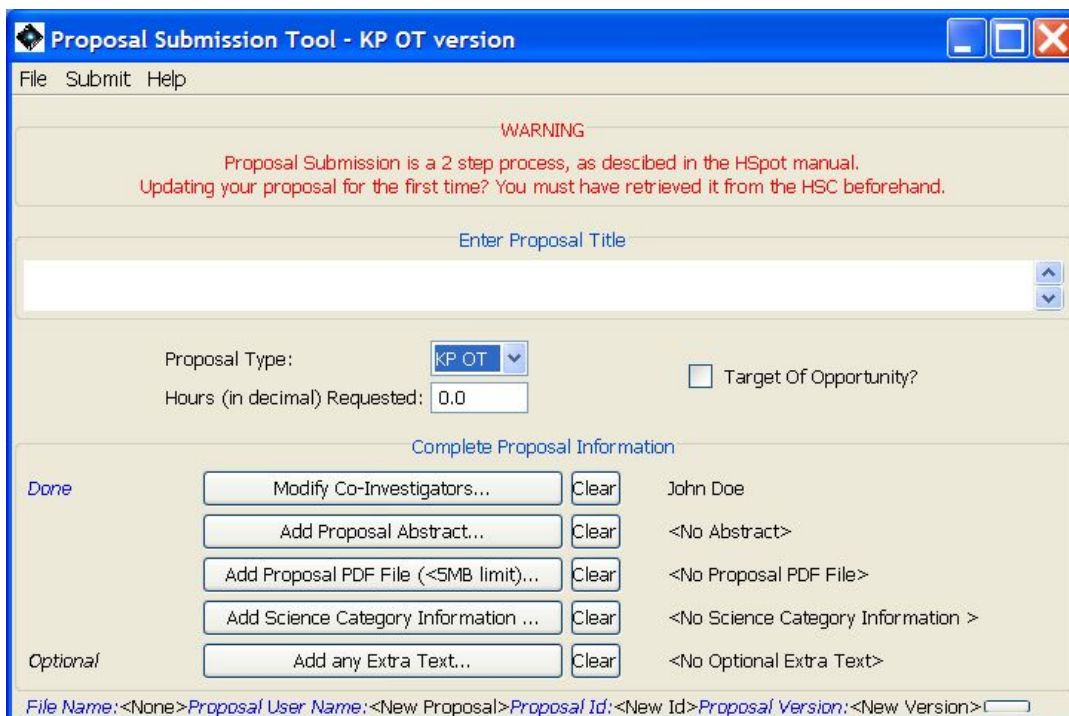 Proposal Submission Tool - KP OT version
File Submit Help
WARNING
Proposal Submission is a 2 step process, as descibed in the HSpot manual.
Updating your proposal for the first time? You must have retrieved it from the HSC beforehand.
Enter Proposal Title
Proposal Type: KP OT
Target Of Opportunity?
Hours (in decimal) Requested: 0.0
Complete Proposal Information
Done Modify Co-Investigators... Clear John Doe
Add Proposal Abstract... Clear <No Abstract>
Add Proposal PDF File (<5MB limit)... Clear <No Proposal PDF File>
Add Science Category Information ... Clear <No Science Category Information >
Optional Add any Extra Text... Clear <No Optional Extra Text>
File Name:<None>Proposal User Name:<New Proposal>Proposal Id:<New Id>Proposal Version:<New Version>